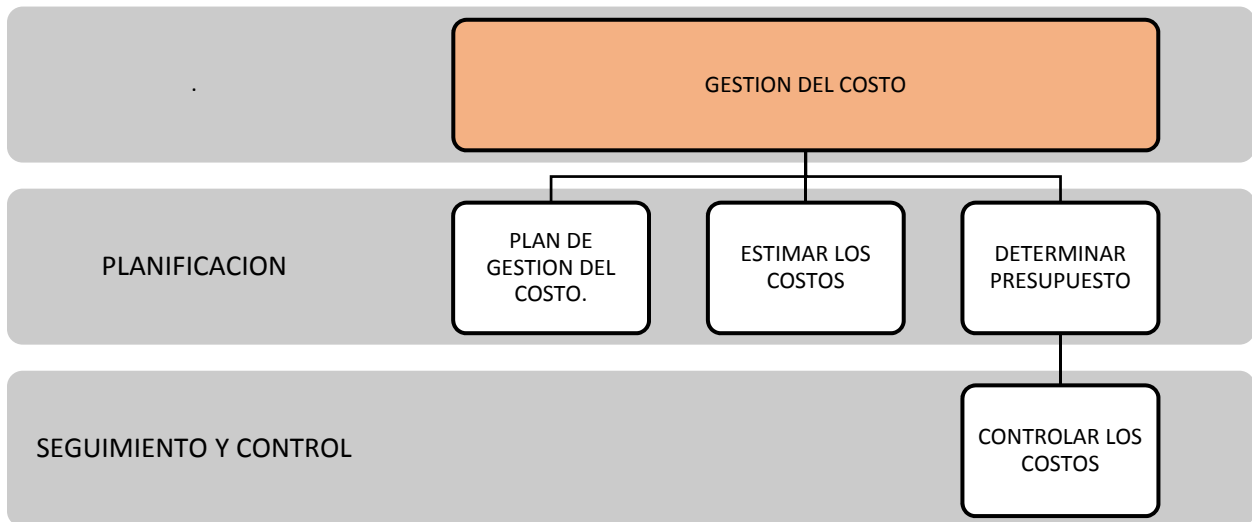 .
GESTION DEL COSTO
PLANIFICACION
PLAN DE
GESTION DEL
COSTO.
ESTIMAR LOS
COSTOS
DETERMINAR
PRESUPUESTO
SEGUIMIENTO Y CONTROL
CONTROLAR LOS
COSTOS